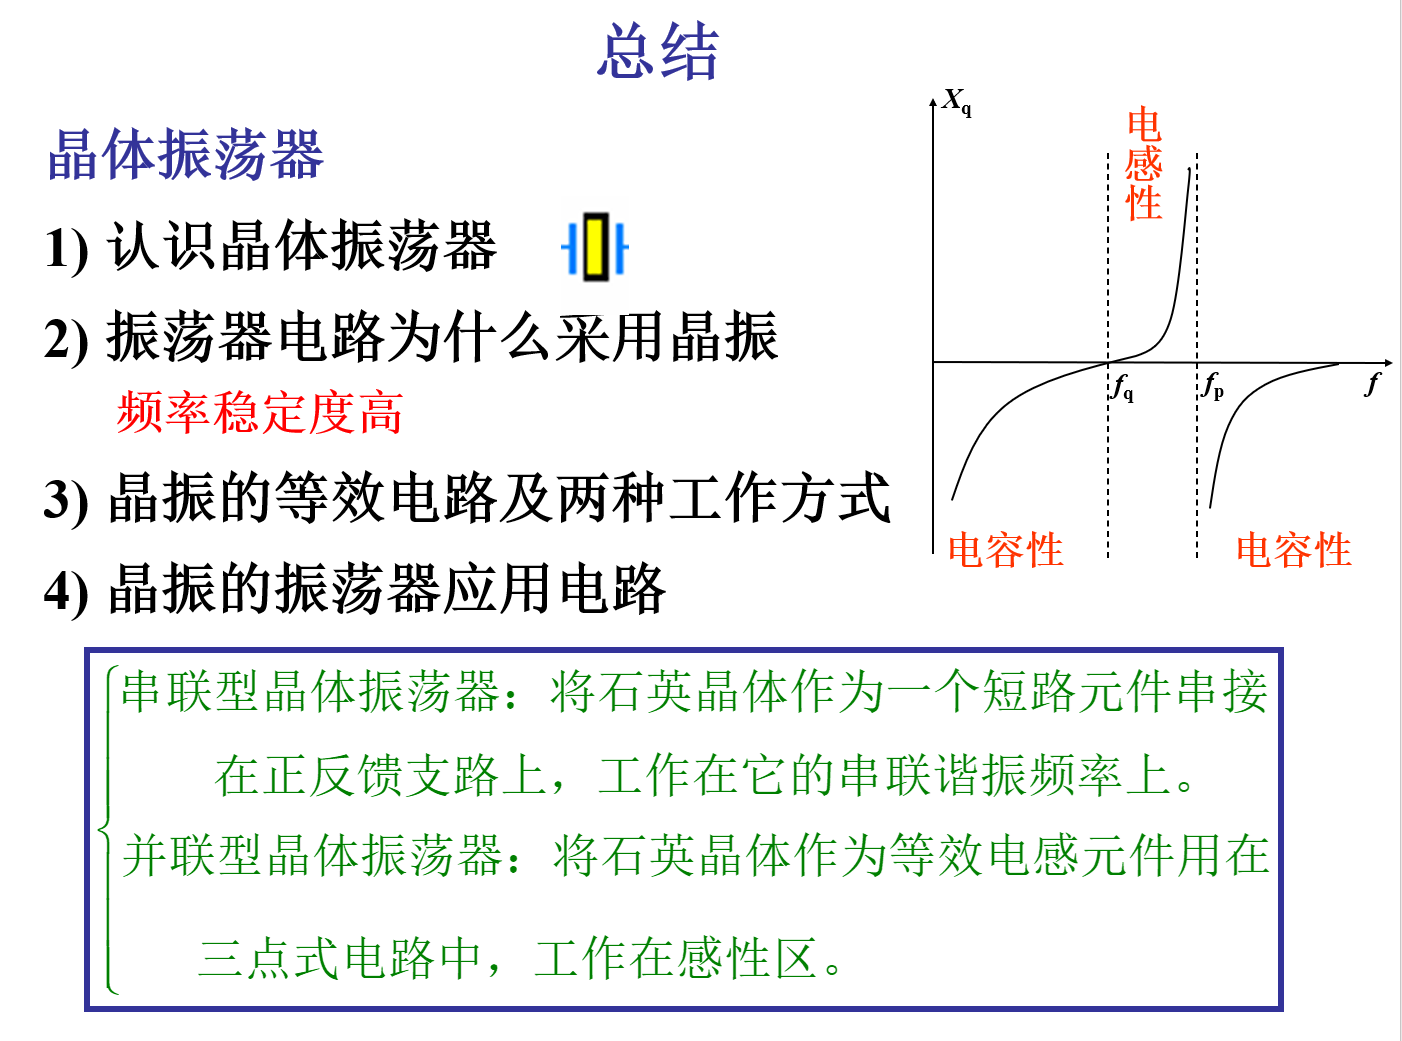 总结
晶体振荡器
1) 认识晶体振荡器
2) 振荡器电路为什么采用晶振
频率稳定度高
3) 晶振的等效电路及两种工作方式
4) 晶振的振荡器应用电路
Xq
电感性
fq
fp
f
电容性
电容性
串联型晶体振荡器：将石英晶体作为一个短路元件串接
在正反馈支路上，工作在它的串联谐振频率上。
并联型晶体振荡器：将石英晶体作为等效电感元件用在
三点式电路中，工作在感性区。